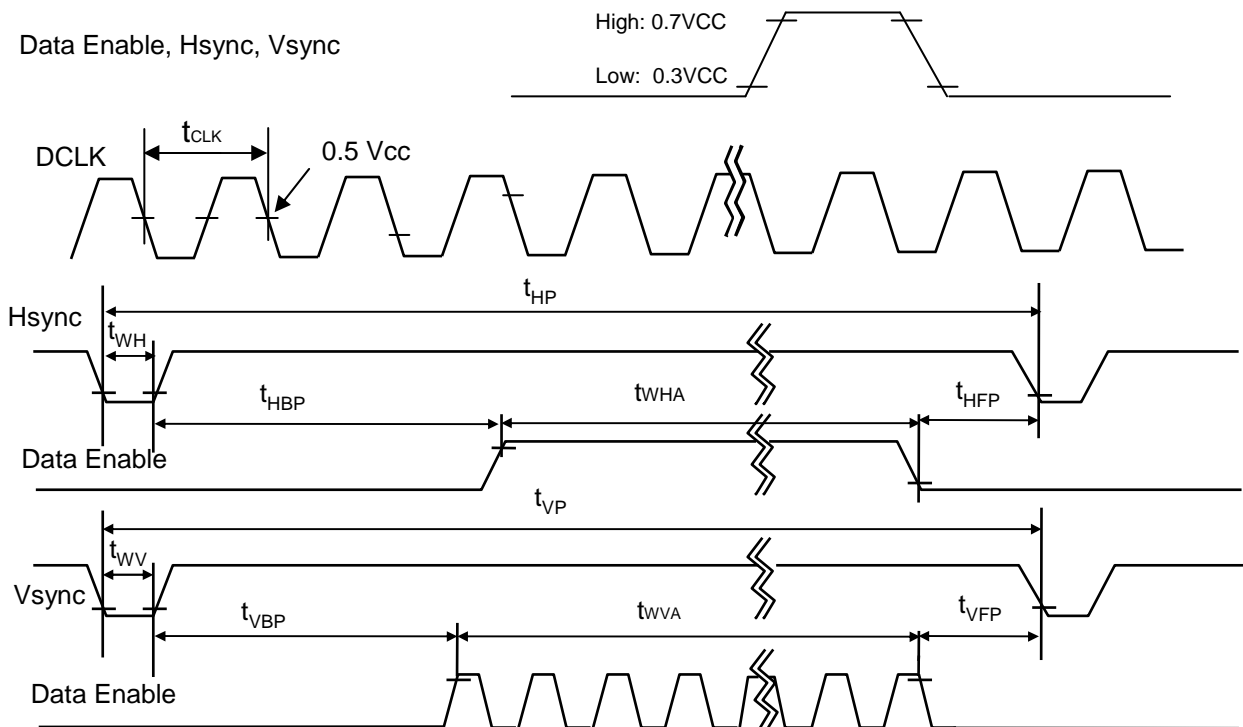 High: 0.7VCC
Data Enable, Hsync, Vsync
Low: 0.3VCC
tCLK
DCLK
0.5 Vcc
tHP
Hsync
tWH
tHBP
tWHA
tHFP
Data Enable
tVP
tWV
Vsync
tVBP
tWVA
tVFP
Data Enable